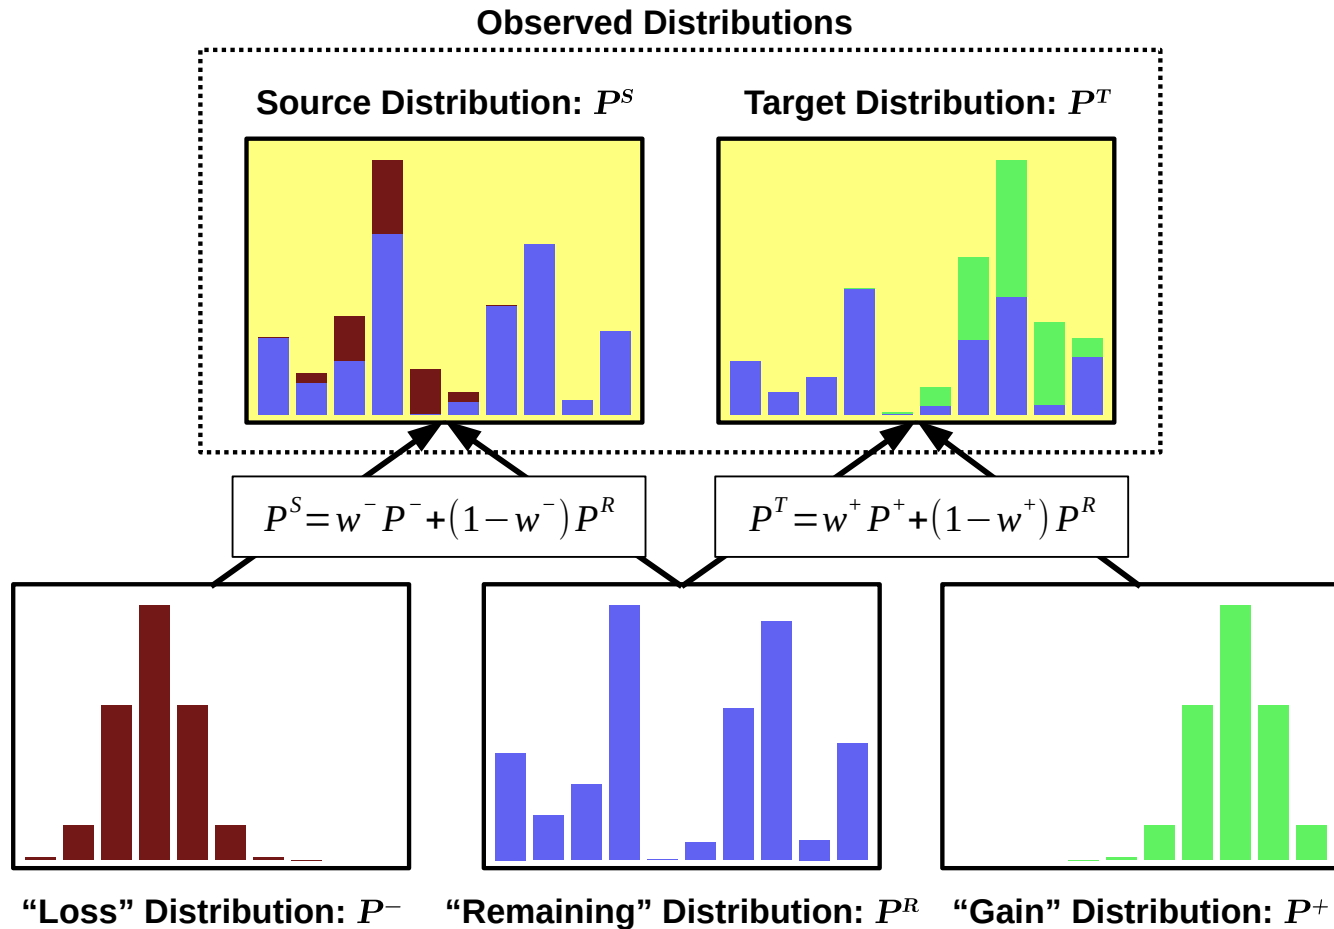 Observed Distributions
Source Distribution: P^S
Target Distribution: P^T
P^S = w^- P^- + (1 − w^-) P^R
P^T = w^+ P^+ + (1 − w^+) P^R
“Loss” Distribution: P^−
“Remaining” Distribution: P^R
“Gain” Distribution: P^+